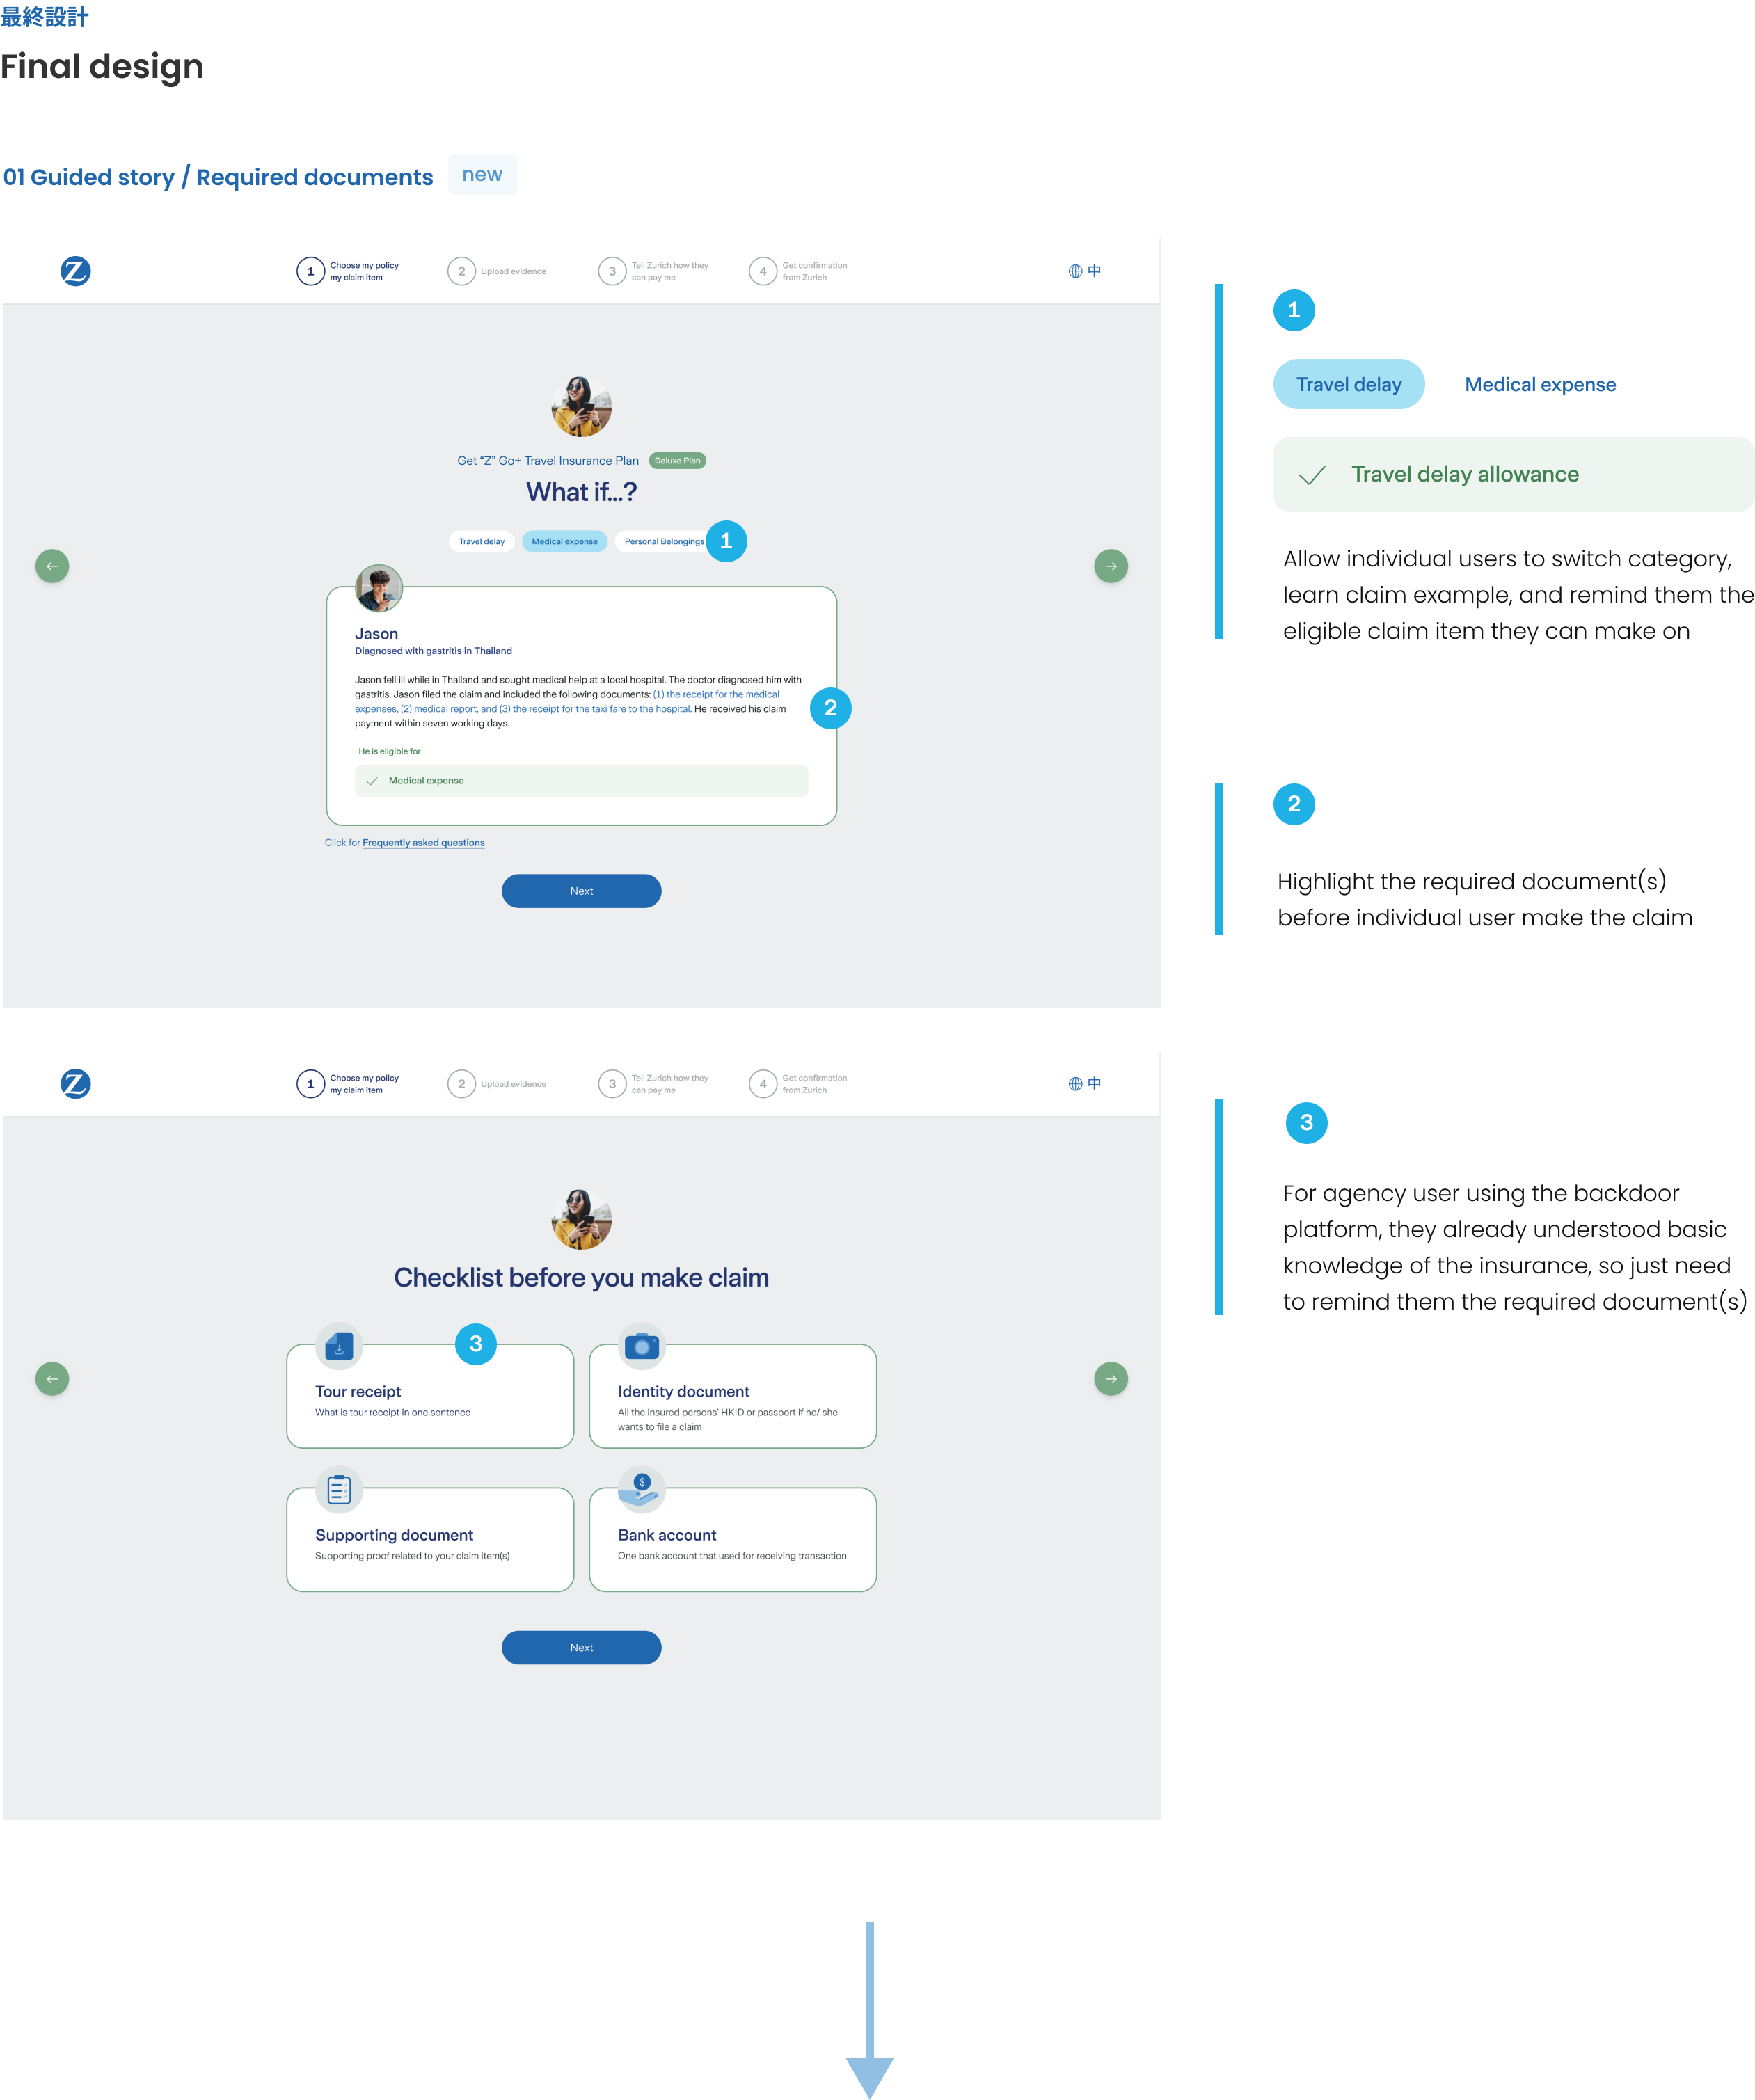 最終設計
Final design
01 Guided story / Required documents
new
Z
1
Choose my policy
my claim item
2
Upload evidence
3
Tell Zurich how they
can pay me
4
Get confirmation
from Zurich
中
Get “Z” Go+ Travel Insurance Plan
Deluxe Plan
What if...?
Travel delay
Medical expense
Personal Belongings
1
Jason
Diagnosed with gastritis in Thailand
Jason fell ill while in Thailand and sought medical help at a local hospital. The doctor diagnosed him with
gastritis. Jason filed the claim and included the following documents: (1) the receipt for the medical
expenses, (2) medical report, and (3) the receipt for the taxi fare to the hospital. He received his claim
payment within seven working days.
2
He is eligible for
Medical expense
Click for Frequently asked questions
Next
1
Travel delay
Medical expense
Travel delay allowance
Allow individual users to switch category,
learn claim example, and remind them the
eligible claim item they can make on
2
Highlight the required document(s)
before individual user make the claim
Z
1
Choose my policy
my claim item
2
Upload evidence
3
Tell Zurich how they
can pay me
4
Get confirmation
from Zurich
中
Checklist before you make claim
3
Tour receipt
What is tour receipt in one sentence
Identity document
All the insured persons' HKID or passport if he/ she
wants to file a claim
Supporting document
Supporting proof related to your claim item(s)
$
Bank account
One bank account that used for receiving transaction
Next
3
For agency user using the backdoor
platform, they already understood basic
knowledge of the insurance, so just need
to remind them the required document(s)